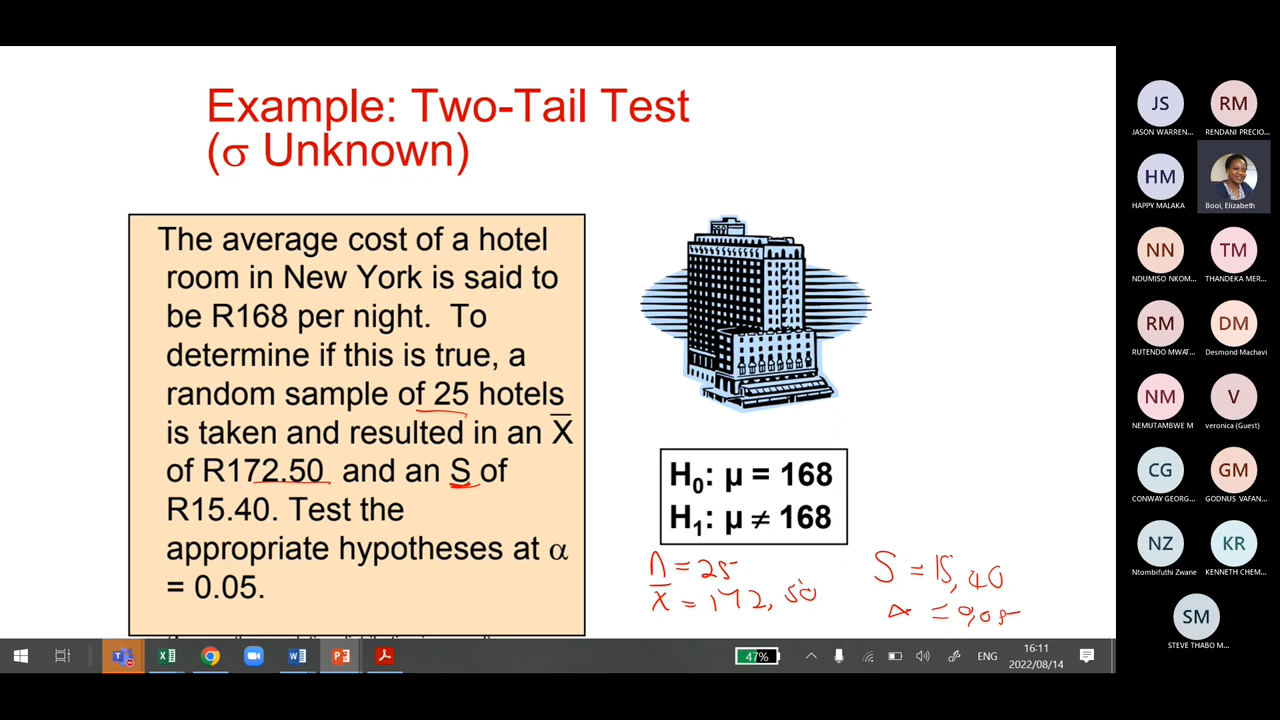 Example: Two-Tail Test
(σ Unknown)
The average cost of a hotel
room in New York is said to
be R168 per night. To
determine if this is true, a
random sample of 25 hotels
is taken and resulted in an X̅
of R172.50 and an S of
R15.40. Test the
appropriate hypotheses at α
= 0.05.
H₀: μ = 168
H₁: μ ≠ 168
n = 25
x̅ = 172, 50
S = 15,40
α = 0,05
JS
JASON WARREN...
RM
RENDANI PRECIO...
HM
HAPPY MALAKA
Booi, Elizabeth
NN
NDUMISO NKOM...
TM
THANDEKA MER...
RM
RUTENDO MWAT...
DM
Desmond Machavi
NM
NEMUTAMBWE M
V
veronica (Guest)
CG
CONWAY GEORG...
GM
GODNUS VAFAN...
NZ
Ntombifuthi Zwane
KR
KENNETH CHEM...
SM
STEVE THABO M...
47%
ENG
16:11
2022/08/14